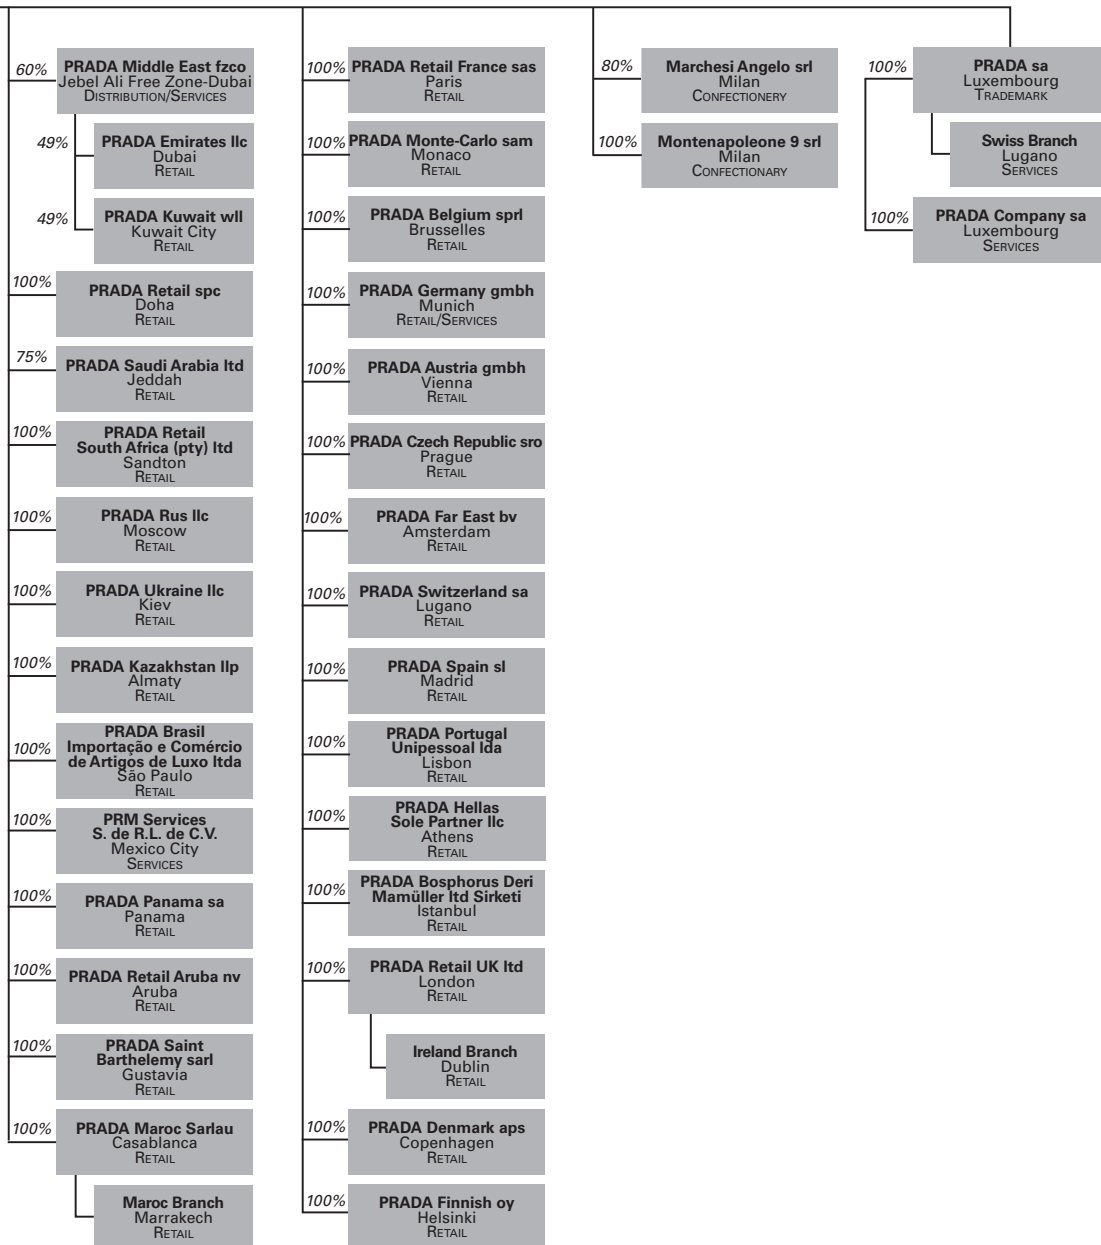 60%
PRADA Middle East fzco
Jebel Ali Free Zone-Dubai
DISTRIBUTION/SERVICES
49%
PRADA Emirates llc
Dubai
RETAIL
49%
PRADA Kuwait wll
Kuwait City
RETAIL
100%
PRADA Retail spc
Doha
RETAIL
75%
PRADA Saudi Arabia ltd
Jeddah
RETAIL
100%
PRADA Retail
South Africa (pty) ltd
Sandton
RETAIL
100%
PRADA Rus llc
Moscow
RETAIL
100%
PRADA Ukraine llc
Kiev
RETAIL
100%
PRADA Kazakhstan llp
Almaty
RETAIL
100%
PRADA Brasil
Importação e Comércio
de Artigos de Luxo ltda
São Paulo
RETAIL
100%
PRM Services
S. de R.L. de C.V.
Mexico City
SERVICES
100%
PRADA Panama sa
Panama
RETAIL
100%
PRADA Retail Aruba nv
Aruba
RETAIL
100%
PRADA Saint
Barthelemy sarl
Gustavia
RETAIL
100%
PRADA Maroc Sarlau
Casablanca
RETAIL
Maroc Branch
Marrakech
RETAIL
100%
PRADA Retail France sas
Paris
RETAIL
100%
PRADA Monte-Carlo sam
Monaco
RETAIL
100%
PRADA Belgium sprl
Brusselles
RETAIL
100%
PRADA Germany gmbh
Munich
RETAIL/SERVICES
100%
PRADA Austria gmbh
Vienna
RETAIL
100%
PRADA Czech Republic sro
Prague
RETAIL
100%
PRADA Far East bv
Amsterdam
RETAIL
100%
PRADA Switzerland sa
Lugano
RETAIL
100%
PRADA Spain sl
Madrid
RETAIL
100%
PRADA Portugal
Unipessoal lda
Lisbon
RETAIL
100%
PRADA Hellas
Sole Partner llc
Athens
RETAIL
100%
PRADA Bosphorus Deri
Mamüller ltd Sirketi
Istanbul
RETAIL
100%
PRADA Retail UK ltd
London
RETAIL
Ireland Branch
Dublin
RETAIL
100%
PRADA Denmark aps
Copenhagen
RETAIL
100%
PRADA Finnish oy
Helsinki
RETAIL
80%
Marchesi Angelo srl
Milan
CONFECTIONERY
100%
Montenapoleone 9 srl
Milan
CONFECTIONARY
100%
PRADA sa
Luxembourg
TRADEMARK
Swiss Branch
Lugano
SERVICES
100%
PRADA Company sa
Luxembourg
SERVICES